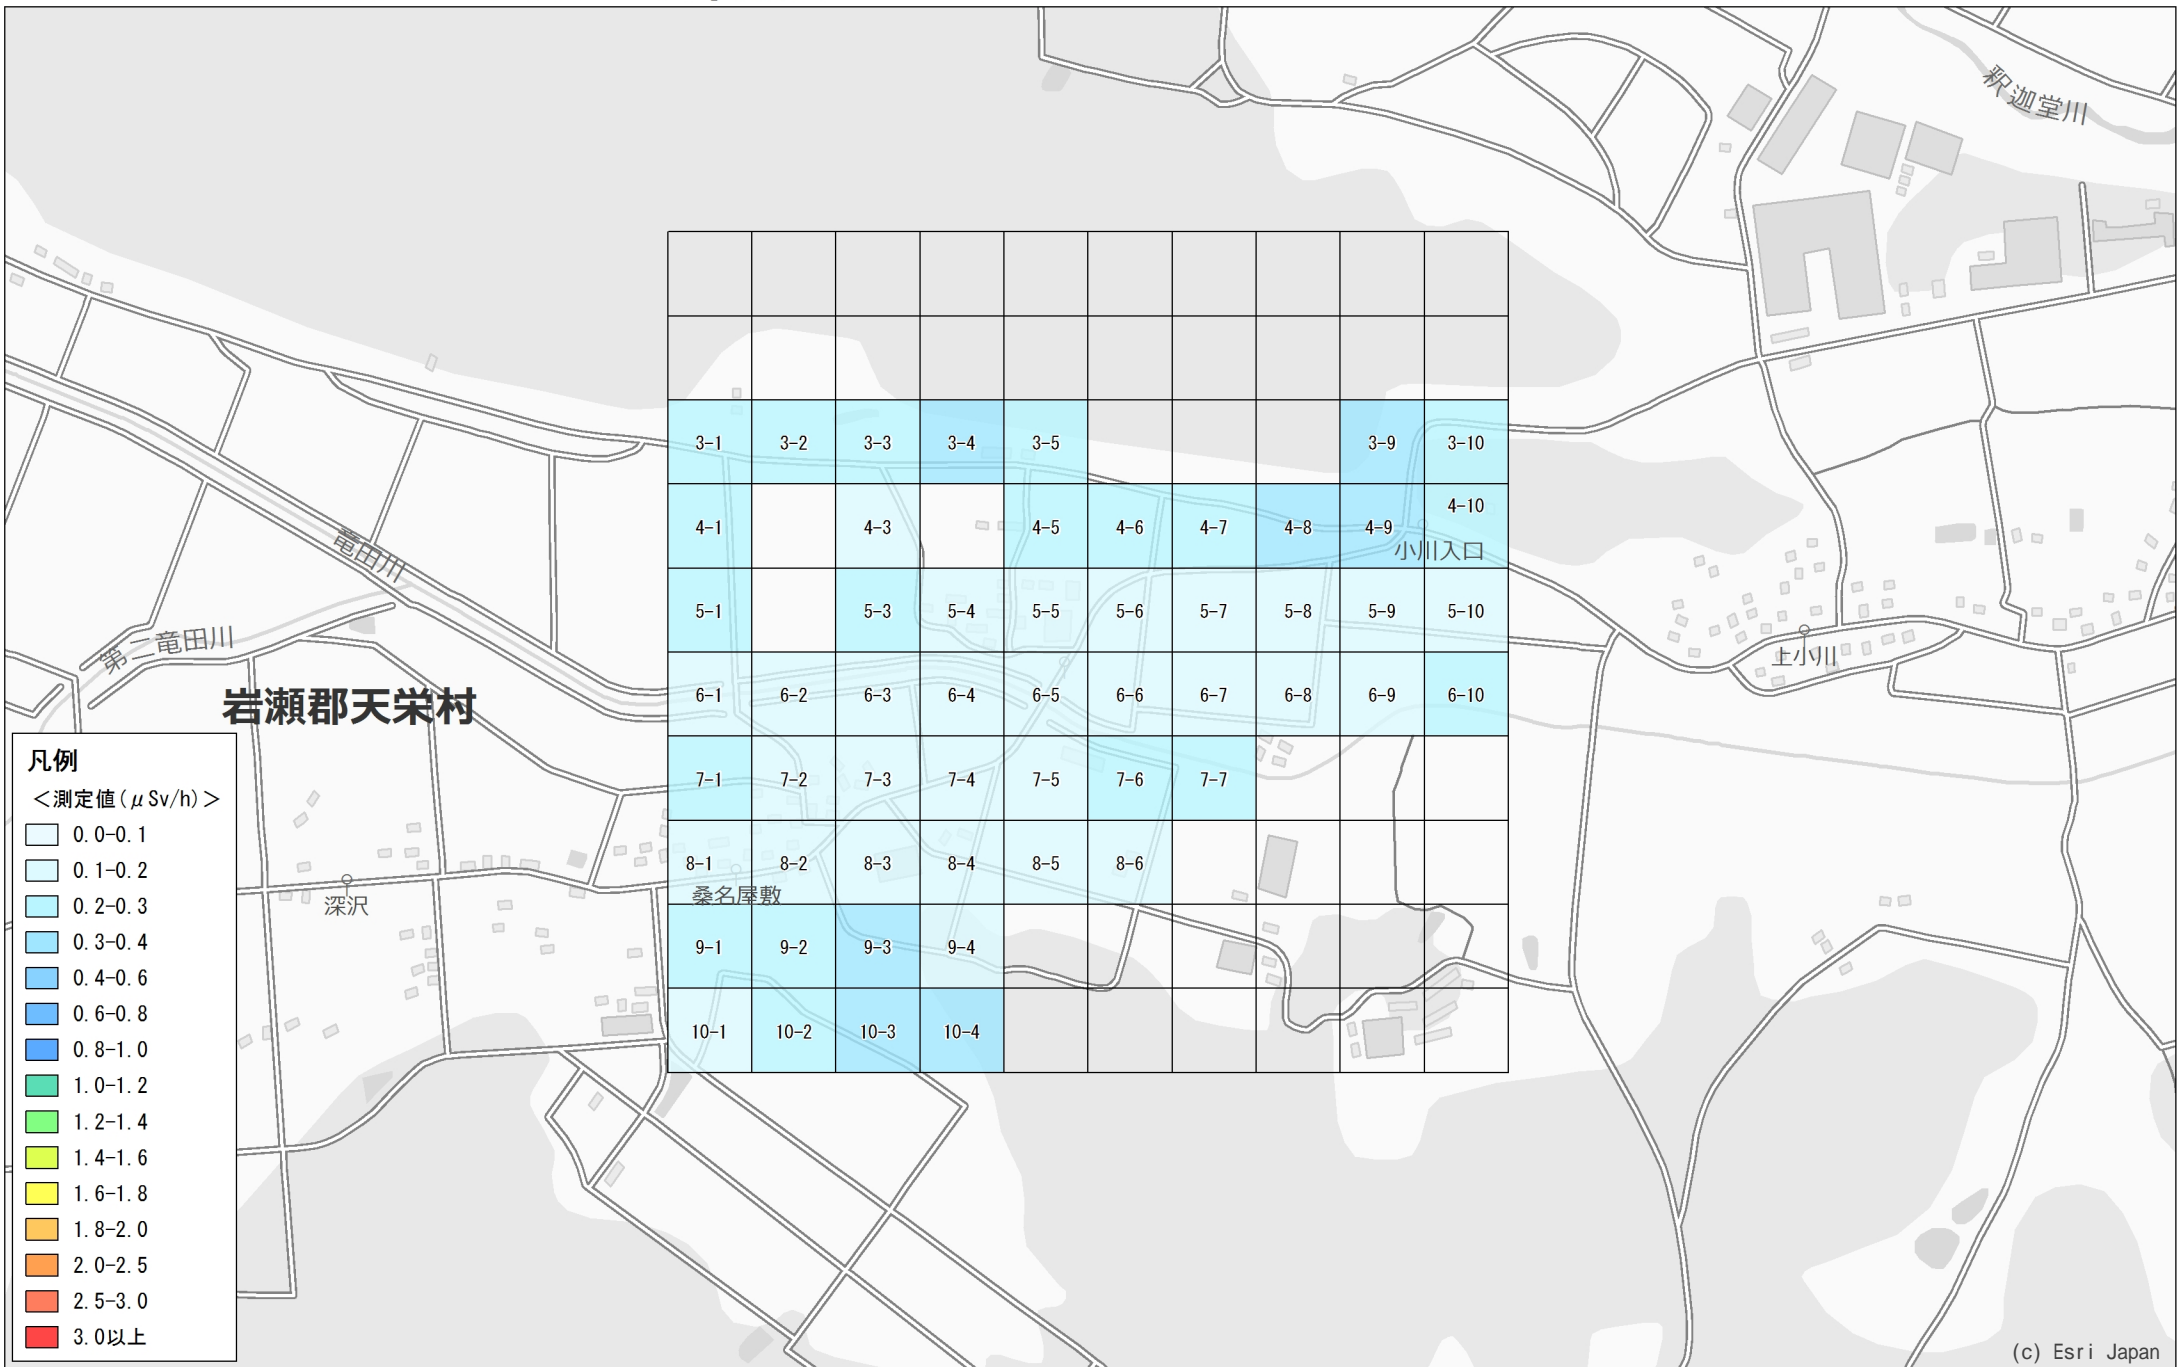 釈迦堂川
3-1 3-2 3-3 3-4 3-5 3-9 3-10
4-1 4-3 4-5 4-6 4-7 4-8 4-9 4-10
小川入口
竜田川
5-1 5-3 5-4 5-5 5-6 5-7 5-8 5-9 5-10
第二竜田川
上小川
6-1 6-2 6-3 6-4 6-5 6-6 6-7 6-8 6-9 6-10
岩瀬郡天栄村
7-1 7-2 7-3 7-4 7-5 7-6 7-7
8-1 8-2 8-3 8-4 8-5 8-6
桑名屋敷
深沢
9-1 9-2 9-3 9-4
10-1 10-2 10-3 10-4
凡例
＜測定値(μSv/h)＞
0.0-0.1
0.1-0.2
0.2-0.3
0.3-0.4
0.4-0.6
0.6-0.8
0.8-1.0
1.0-1.2
1.2-1.4
1.4-1.6
1.6-1.8
1.8-2.0
2.0-2.5
2.5-3.0
3.0以上
(c) Esri Japan